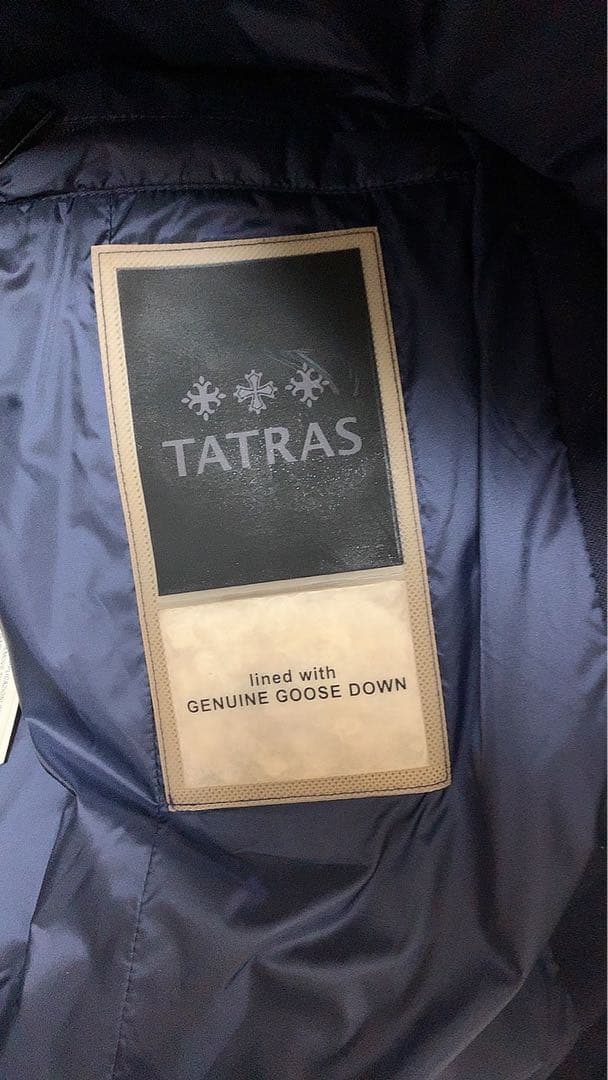 TATRAS
lined with
GENUINE GOOSE DOWN